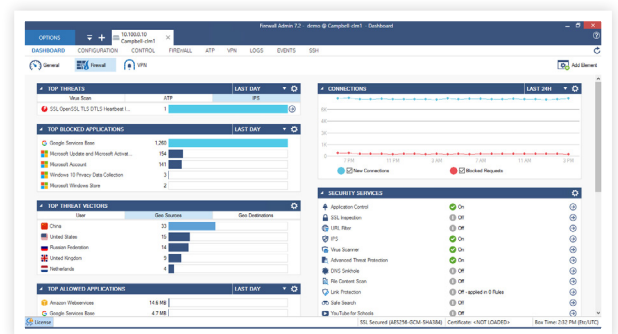 Firewall Admin 7.2 - demo @ Campbell-clm1 - Dashboard
OPTIONS
10.100.0.10
Campbell-clm1
DASHBOARD CONFIGURATION CONTROL FIREWALL ATP VPN LOGS EVENTS SSH
General Firewall VPN Add Element
TOP THREATS LAST DAY
Virus Scan ATP IPS
SSL OpenSSL TLS DTLS Heartbeat I... 1
TOP BLOCKED APPLICATIONS LAST DAY
Google Services Base 1,260
Microsoft Update and Microsoft Activat... 154
Microsoft Account 141
Windows 10 Privacy Data Collection 3
Microsoft Windows Store 2
TOP THREAT VECTORS
User Geo Sources Geo Destinations
China 33
United States 15
Russian Federation 14
United Kingdom 9
Netherlands 4
TOP ALLOWED APPLICATIONS LAST DAY
Amazon Webservices 14.6 MB
Google Services Base 4.7 MB
CONNECTIONS LAST 24H
7 PM 11 PM 3 AM 7 AM 11 AM 3 PM
New Connections Blocked Requests
SECURITY SERVICES
Application Control On
SSL Inspection Off
URL Filter Off
IPS On
Virus Scanner On
Advanced Threat Protection On
DNS Sinkhole Off
File Content Scan Off
Link Protection Off - applied in 0 Rules
Safe Search Off
YouTube for Schools Off
License SSL Secured (AES256-GCM-SHA384) Certificate: <NOT LOADED> Box Time: 2:32 PM (Etc/UTC)